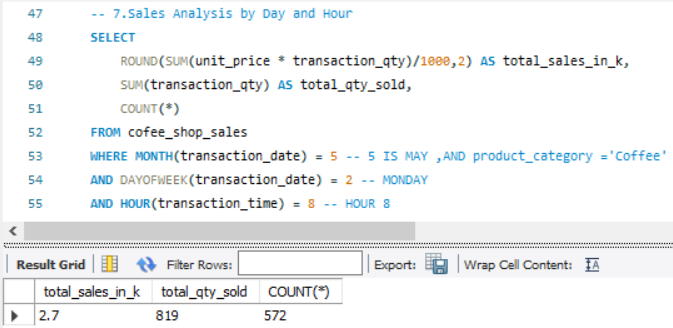 47 -- 7.Sales Analysis by Day and Hour
48 SELECT
49 ROUND(SUM(unit_price * transaction_qty)/1000,2) AS total_sales_in_k,
50 SUM(transaction_qty) AS total_qty_sold,
51 COUNT(*)
52 FROM cofee_shop_sales
53 WHERE MONTH(transaction_date) = 5 -- 5 IS MAY ,AND product_category ='Coffee'
54 AND DAYOFWEEK(transaction_date) = 2 -- MONDAY
55 AND HOUR(transaction_time) = 8 -- HOUR 8
Result Grid Filter Rows: Export: Wrap Cell Content: IA
total_sales_in_k total_qty_sold COUNT(*)
2.7 819 572